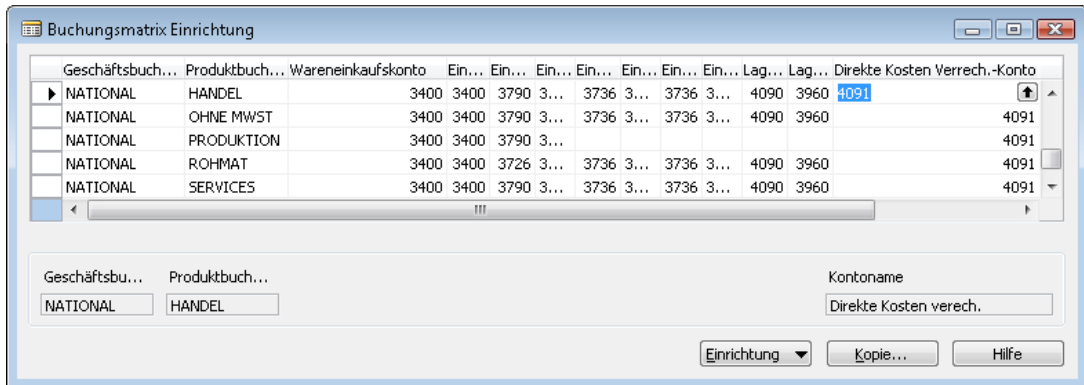 Buchungsmatrix Einrichtung
Geschäftsbuch... Produktbuch... Wareneinkaufskonto Ein... Ein... Ein... Ein... Ein... Ein... Ein... Lag... Lag... Direkte Kosten Verrech.-Konto
NATIONAL HANDEL 3400 3400 3790 3... 3736 3... 3736 3... 4090 3960 4091
NATIONAL OHNE MWST 3400 3400 3790 3... 3736 3... 3736 3... 4090 3960 4091
NATIONAL PRODUKTION 3400 3400 3790 3... 4091
NATIONAL ROHMAT 3400 3400 3726 3... 3736 3... 3736 3... 4090 3960 4091
NATIONAL SERVICES 3400 3400 3790 3... 3736 3... 3736 3... 4090 3960 4091
Geschäftsbu... Produktbuch... Kontoname
NATIONAL HANDEL Direkte Kosten verech.
Einrichtung Kopie... Hilfe